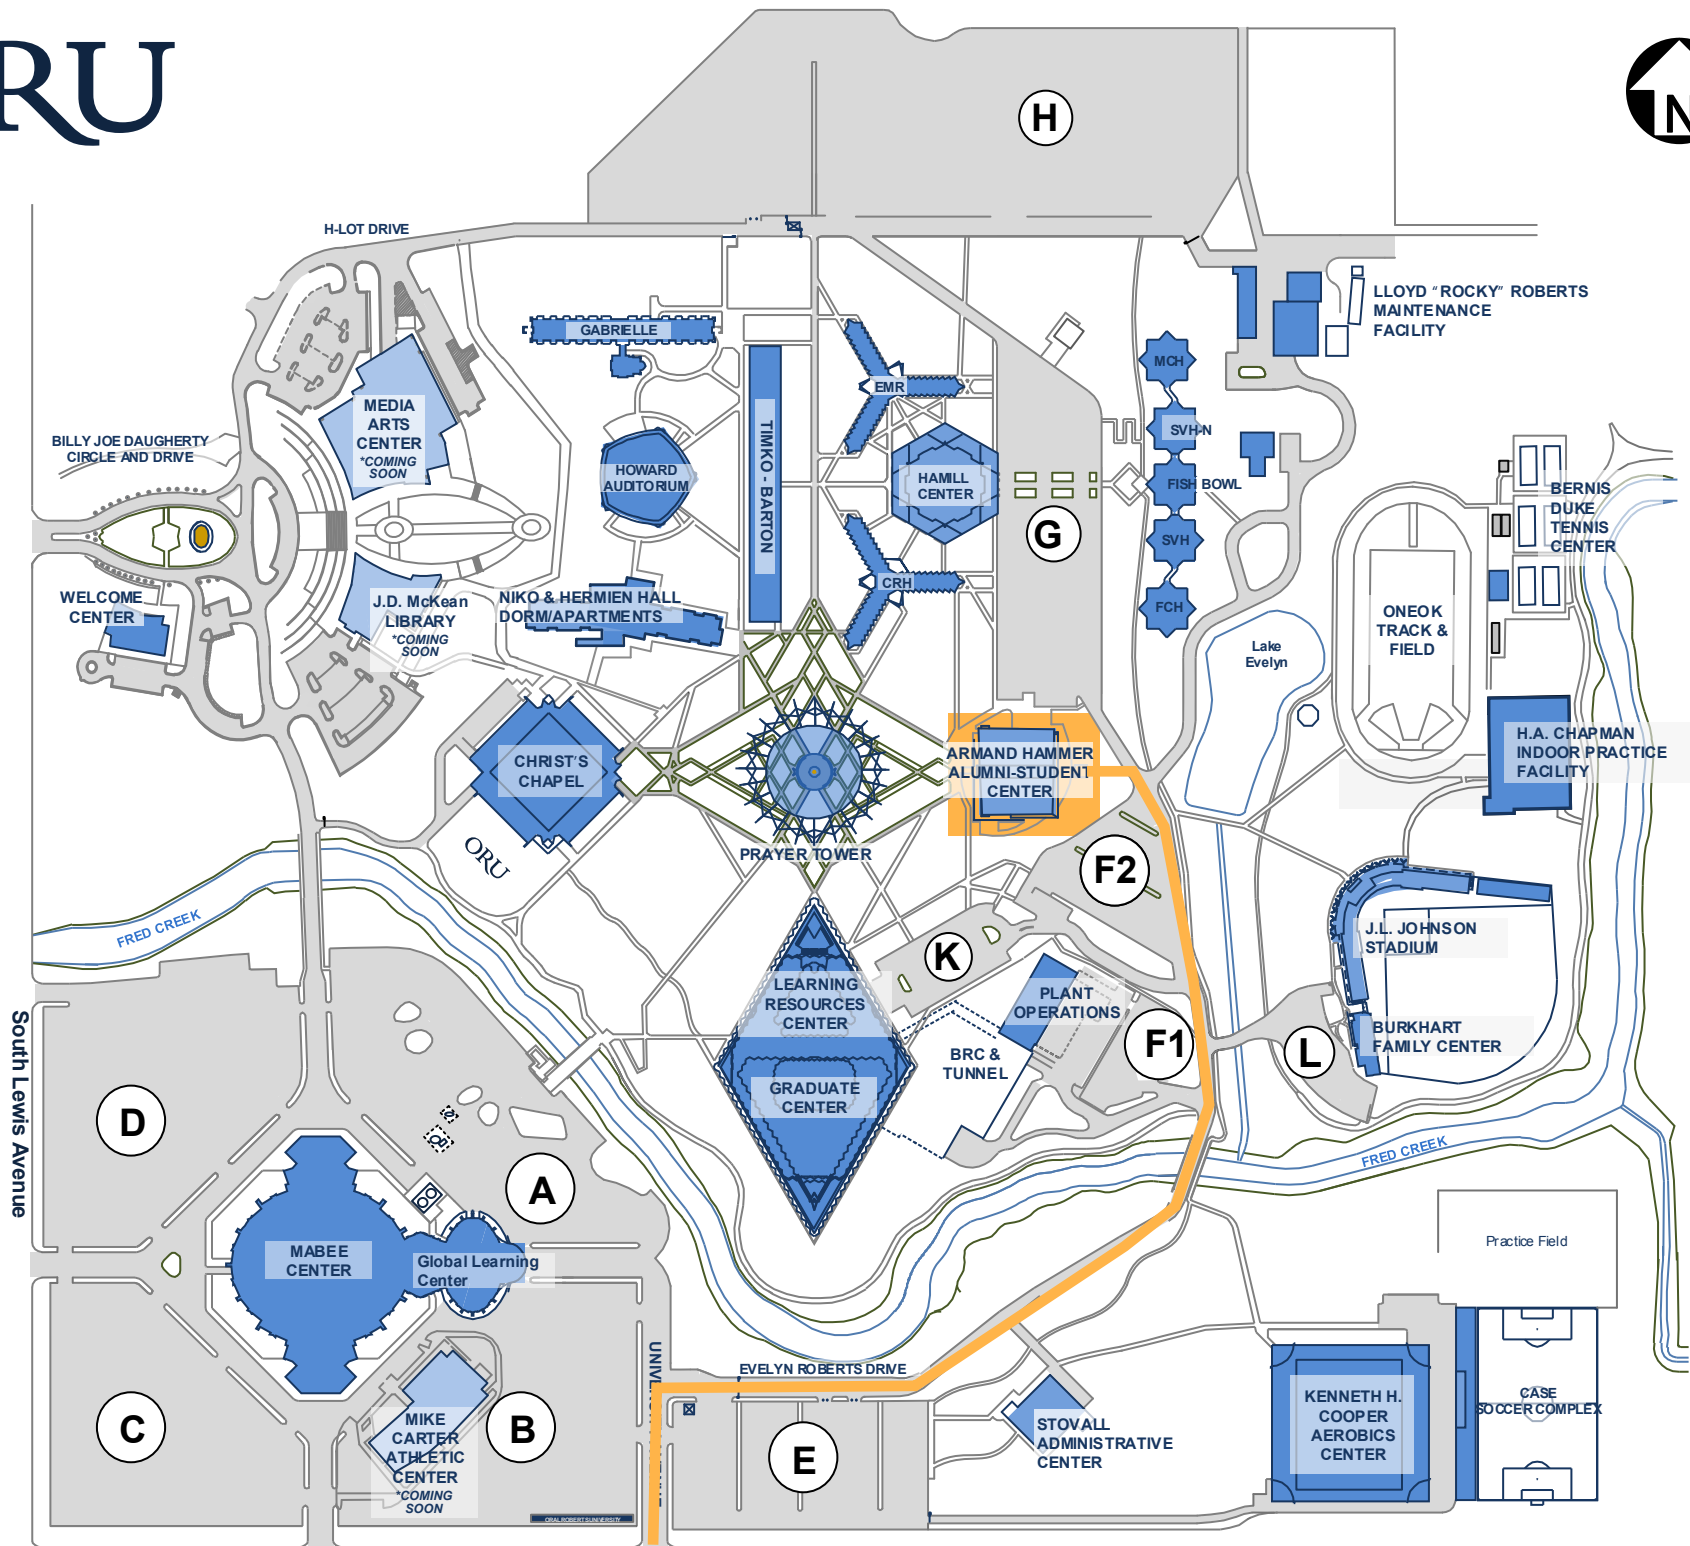 RU
N
H
H-LOT DRIVE
LLOYD “ROCKY” ROBERTS
MAINTENANCE
FACILITY
GABRIELLE
MCH
EMR
MEDIA
ARTS
CENTER
*COMING
SOON
BILLY JOE DAUGHERTY
CIRCLE AND DRIVE
TIMKO - BARTON
SVH-N
HOWARD
AUDITORIUM
HAMILL
CENTER
FISH BOWL
BERNIS
DUKE
TENNIS
CENTER
G
SVH
CRH
WELCOME
CENTER
J.D. McKean
LIBRARY
*COMING
SOON
NIKO & HERMIEN HALL
DORM/APARTMENTS
FCH
ONEOK
TRACK &
FIELD
Lake
Evelyn
H.A. CHAPMAN
INDOOR PRACTICE
FACILITY
CHRIST'S
CHAPEL
ARMAND HAMMER
ALUMNI-STUDENT
CENTER
PRAYER TOWER
ORU
F2
FRED CREEK
J.L. JOHNSON
STADIUM
K
LEARNING
RESOURCES
CENTER
PLANT
OPERATIONS
BURKHART
FAMILY CENTER
F1
L
BRC &
TUNNEL
GRADUATE
CENTER
South Lewis Avenue
D
FRED CREEK
A
MABEE
CENTER
Global Learning
Center
Practice Field
EVELYN ROBERTS DRIVE
C
MIKE
CARTER
ATHLETIC
CENTER
*COMING
SOON
B
E
STOVALL
ADMINISTRATIVE
CENTER
KENNETH H.
COOPER
AEROBICS
CENTER
CASE
SOCCER COMPLEX
ORAL ROBERTS UNIVERSITY